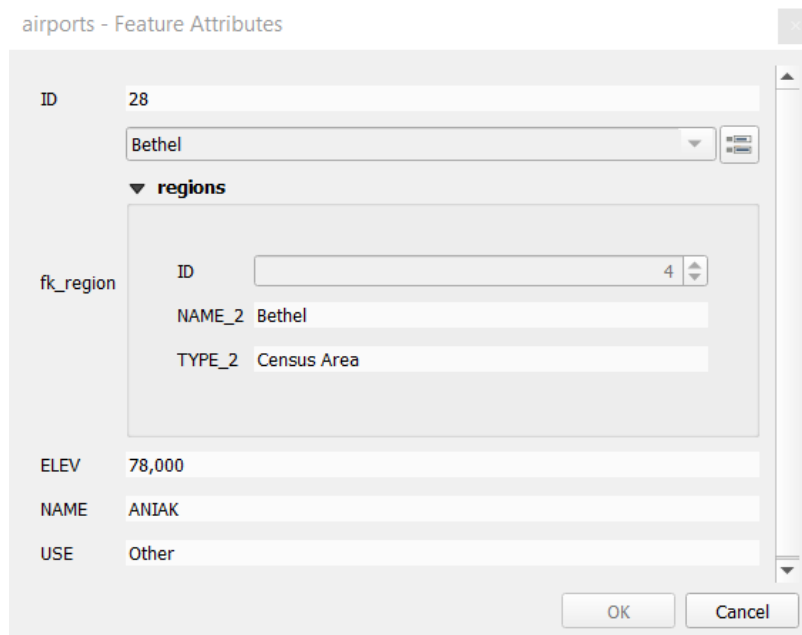 airports - Feature Attributes
ID 28
Bethel
regions
fk_region
ID 4
NAME_2 Bethel
TYPE_2 Census Area
ELEV 78,000
NAME ANIAK
USE Other
OK Cancel